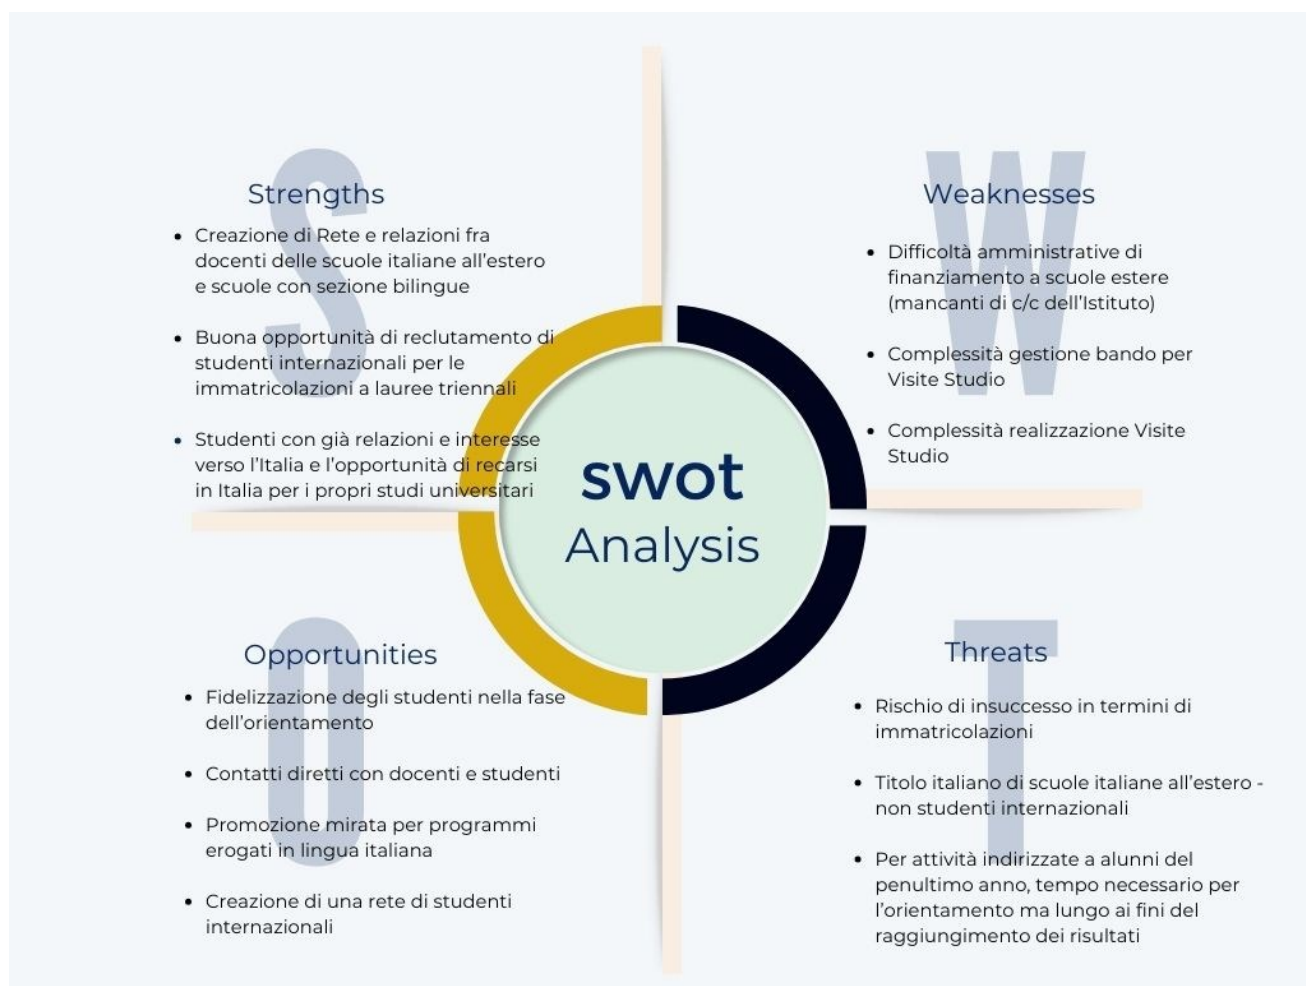 S
Strengths
• Creazione di Rete e relazioni fra
docenti delle scuole italiane all'estero
e scuole con sezione bilingue
• Buona opportunità di reclutamento di
studenti internazionali per le
immatricolazioni a lauree triennali
• Studenti con già relazioni e interesse
verso l'Italia e l'opportunità di recarsi
in Italia per i propri studi universitari
W
Weaknesses
• Difficoltà amministrative di
finanziamento a scuole estere
(mancanti di c/c dell'Istituto)
• Complessità gestione bando per
Visite Studio
• Complessità realizzazione Visite
Studio
swot
Analysis
O
Opportunities
• Fidelizzazione degli studenti nella fase
dell'orientamento
• Contatti diretti con docenti e studenti
• Promozione mirata per programmi
erogati in lingua italiana
• Creazione di una rete di studenti
internazionali
T
Threats
• Rischio di insuccesso in termini di
immatricolazioni
• Titolo italiano di scuole italiane all'estero -
non studenti internazionali
• Per attività indirizzate a alunni del
penultimo anno, tempo necessario per
l'orientamento ma lungo ai fini del
raggiungimento dei risultati